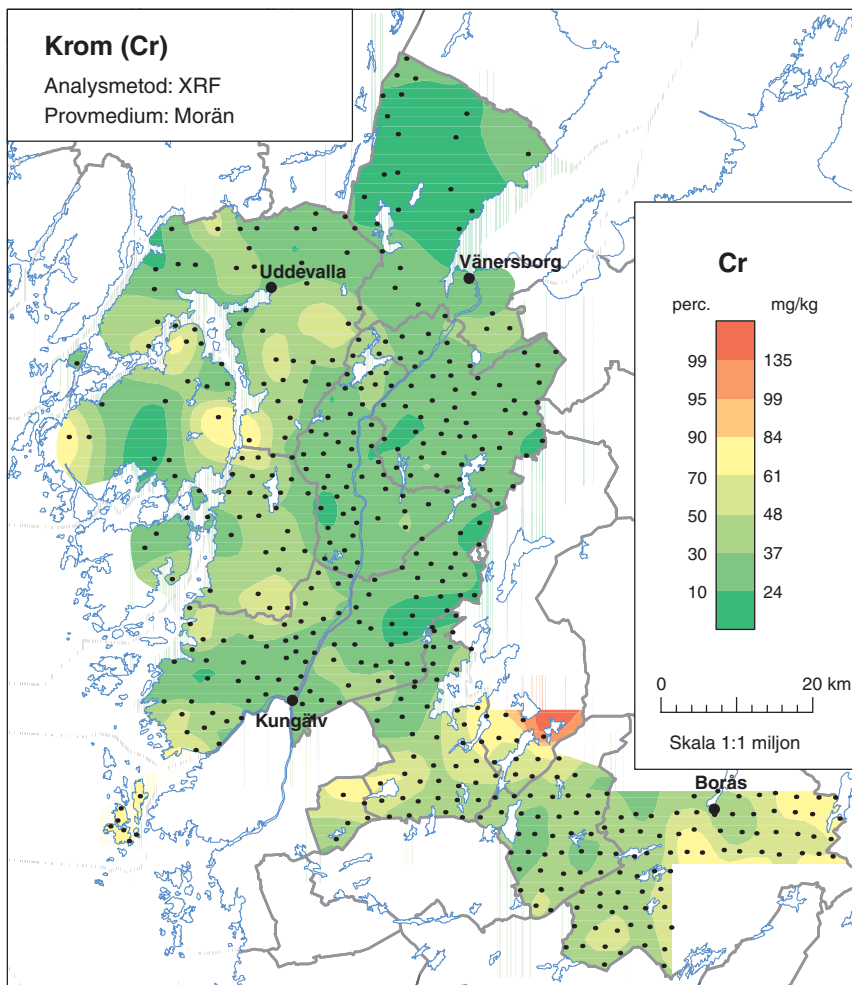 Krom (Cr)
Analysmetod: XRF
Provmedium: Morän
Uddevalla
Vänersborg
Kungälv
Borås
Cr
perc. mg/kg
99 135
95 99
90 84
70 61
50 48
30 37
10 24
0 20 km
Skala 1:1 miljon